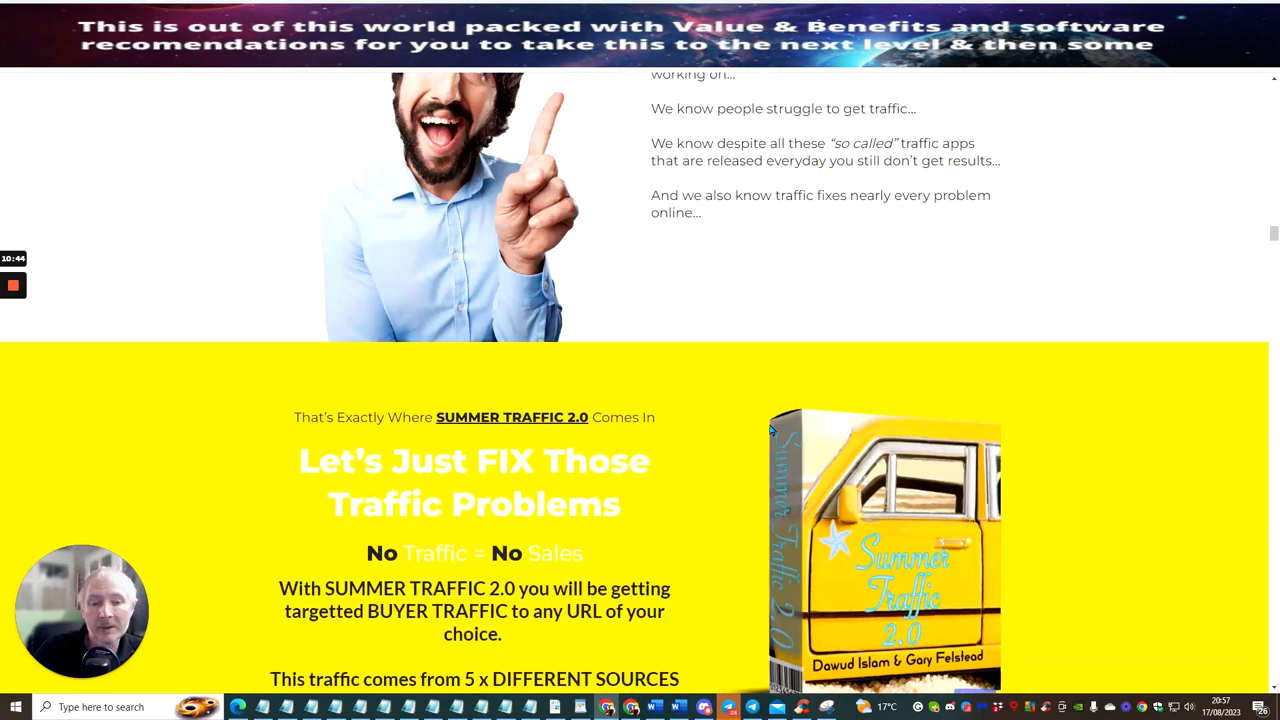 This is out of this world packed with Value & Benefits and software
recomendations for you to take this to the next level & then some
working on…
We know people struggle to get traffic…
We know despite all these “so called” traffic apps
that are released everyday you still don’t get results…
And we also know traffic fixes nearly every problem
online…
10:44
That’s Exactly Where SUMMER TRAFFIC 2.0 Comes In
Let’s Just FIX Those
Traffic Problems
No Traffic = No Sales
With SUMMER TRAFFIC 2.0 you will be getting
targetted BUYER TRAFFIC to any URL of your
choice.
This traffic comes from 5 x DIFFERENT SOURCES
Summer Traffic 2.0
Summer
Traffic
2.0
Dawud Islam & Gary Felstead
Type here to search
17°C
20:57
17/08/2023